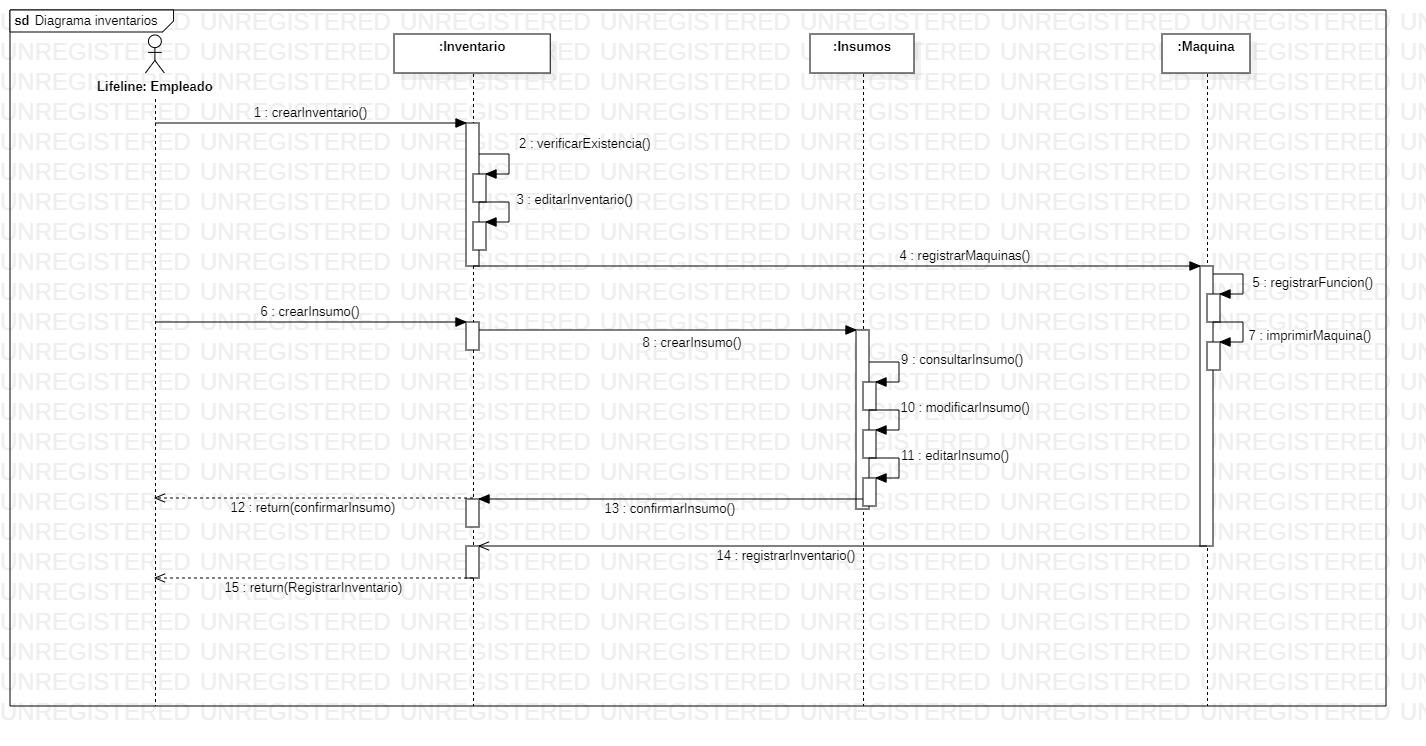 sd Diagrama inventarios
:Inventario
:Insumos
:Maquina
Lifeline: Empleado
1 : crearInventario()
2 : verificarExistencia()
3 : editarInventario()
4 : registrarMaquinas()
5 : registrarFuncion()
6 : crearInsumo()
7 : imprimirMaquina()
8 : crearInsumo()
9 : consultarInsumo()
10 : modificarInsumo()
11 : editarInsumo()
12 : return(confirmarInsumo)
13 : confirmarInsumo()
14 : registrarInventario()
15 : return(RegistrarInventario)
UNREGISTERED